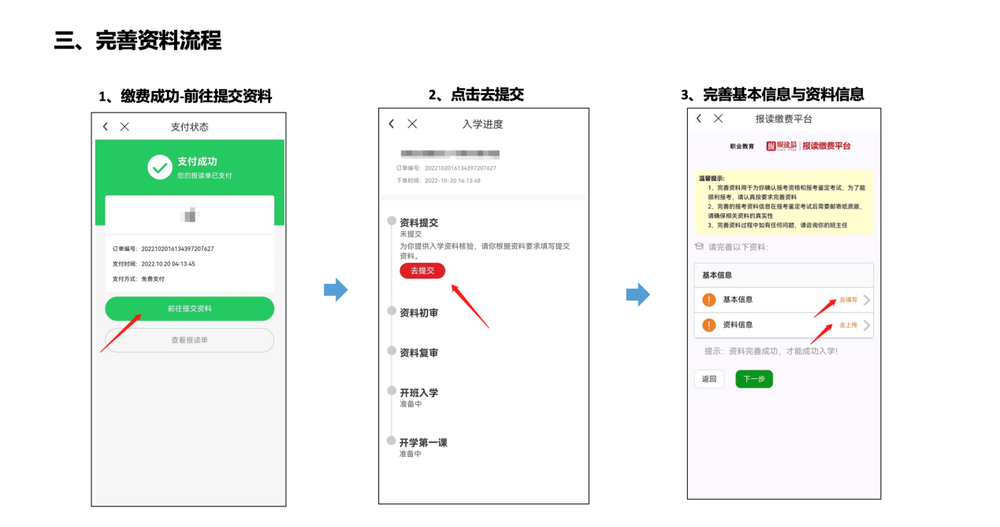 三、完善资料流程
1、缴费成功-前往提交资料
支付状态
支付成功
您的报读单已支付
订单编号: 2022102016134397207627
支付时间: 2022.10.20 04:13:45
支付方式: 免费支付
前往提交资料
查看报读单
2、点击去提交
入学进度
订单编号: 2022102016134397207627
下单时间: 2022-10-20 16:13:48
资料提交
未提交
为你提供入学资料核验，请你根据资料要求填写提交
资料。
去提交
资料初审
资料复审
开班入学
准备中
开学第一课
准备中
3、完善基本信息与资料信息
报读缴费平台
职业教育 报读易 报读缴费平台
温馨提示:
1、完善资料用于为你确认报考资格和报考鉴定考试，为了能
顺利报考，请认真按要求完善资料
2、完善的报考资料信息在报考鉴定考试后需要邮寄纸质版，
请确保相关资料的真实性
3、完善资料过程中如有任何问题，请咨询你的班主任
请完善以下资料:
基本信息
基本信息 去填写
资料信息 去上传
提示: 资料完善成功，才能成功入学!
返回 下一步